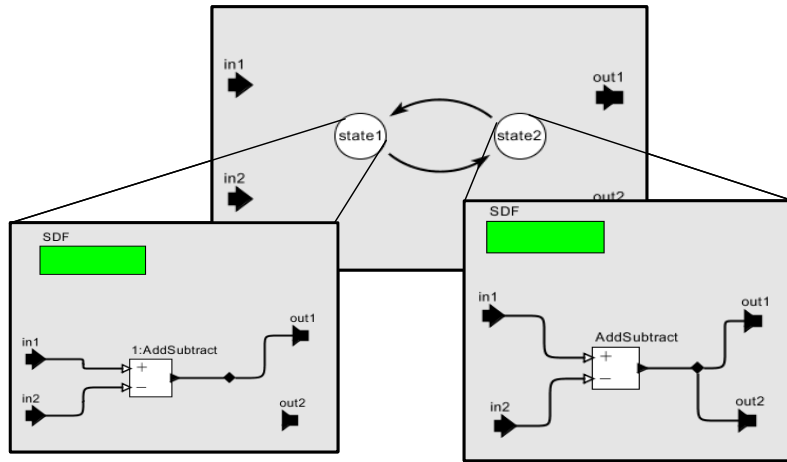 in1
out1
state1
state2
in2
out2
SDF
1:AddSubtract
out1
in1
+
−
in2
out2
SDF
in1
out1
AddSubtract
+
−
in2
out2